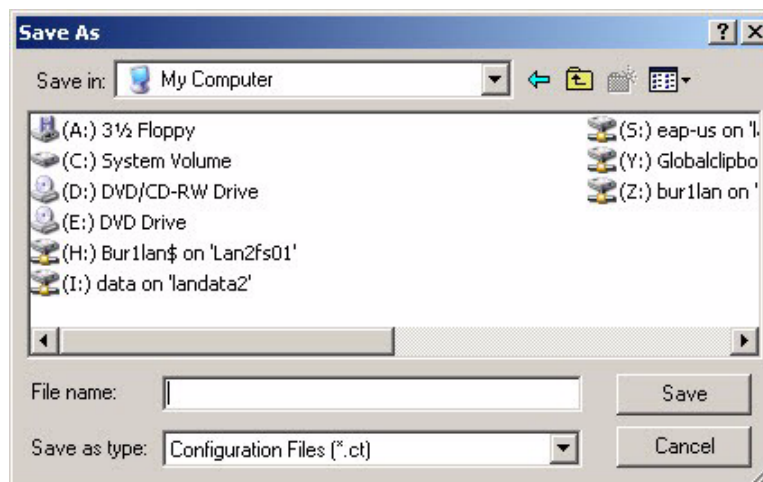 Save As
Save in: My Computer
(A:) 3½ Floppy
(C:) System Volume
(D:) DVD/CD-RW Drive
(E:) DVD Drive
(H:) Bur1lan$ on 'Lan2fs01'
(I:) data on 'landata2'
(S:) eap-us on 'l
(Y:) Globalclipbo
(Z:) bur1lan on '
File name:
Save
Save as type: Configuration Files (*.ct)
Cancel